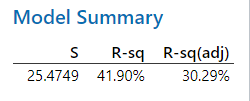 Model Summary
S R-sq R-sq(adj)
25.4749 41.90% 30.29%